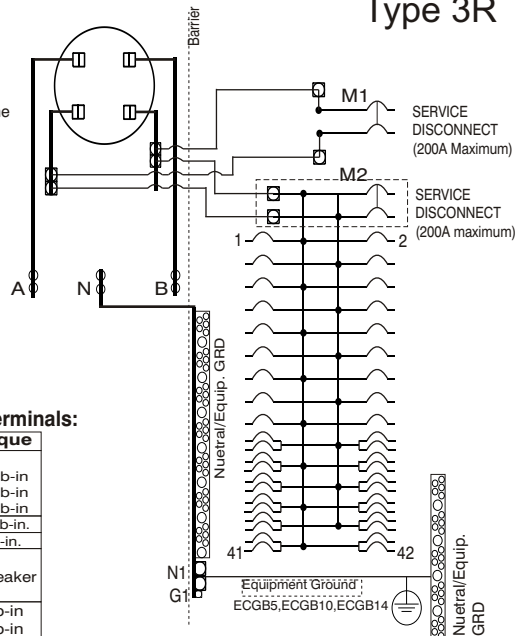 Type 3R
Barrier
M1
SERVICE
DISCONNECT
(200A Maximum)
M2
SERVICE
DISCONNECT
(200A maximum)
1
2
A
N
B
Nuetral/Equip. GRD
erminals:
que
b-in
b-in
b-in
b-in.
-in.
eaker
o-in
o-in
41
42
N1
G1
Equipment Ground
ECGB5,ECGB10,ECGB14
Nuetral/Equip.
GRD